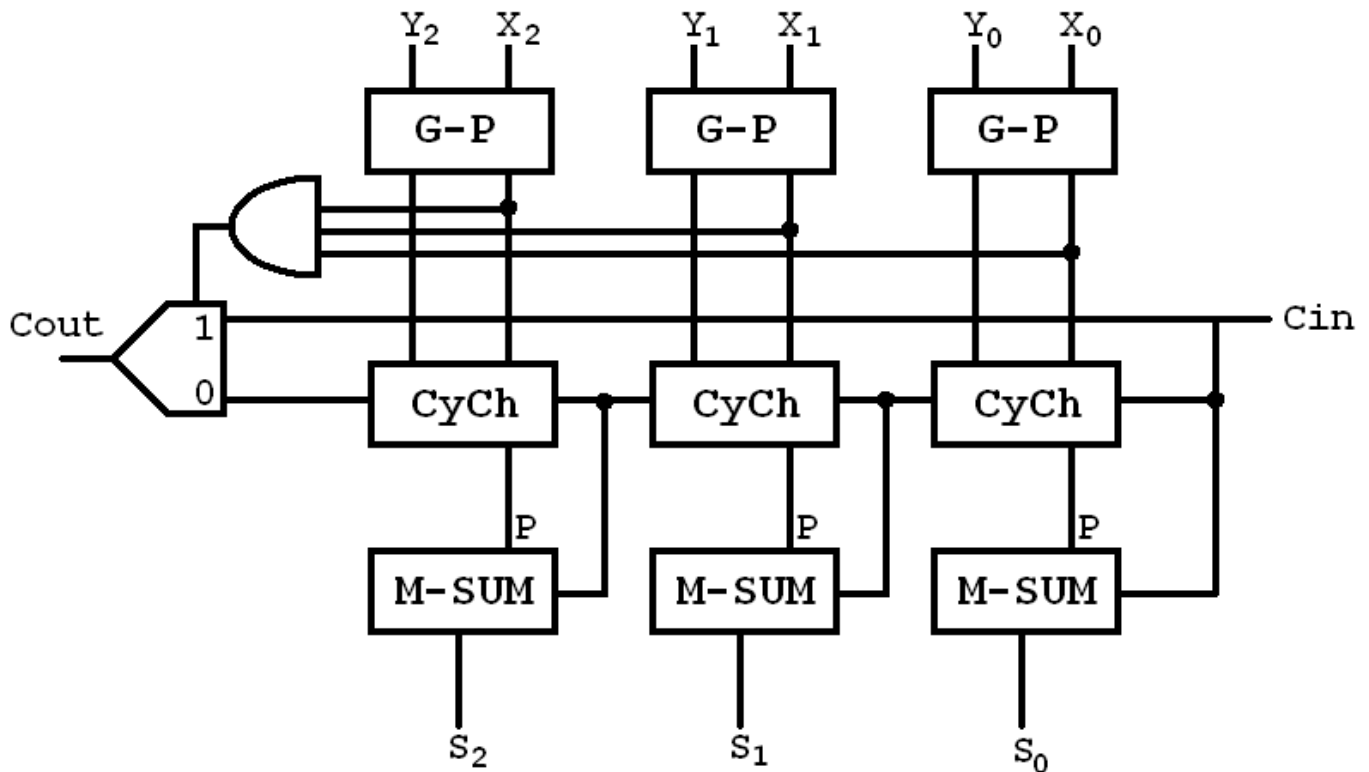 Y2 X2 Y1 X1 Y0 X0
G-P G-P G-P
Cout 1 Cin
0 CyCh CyCh CyCh
P P P
M-SUM M-SUM M-SUM
S2 S1 S0